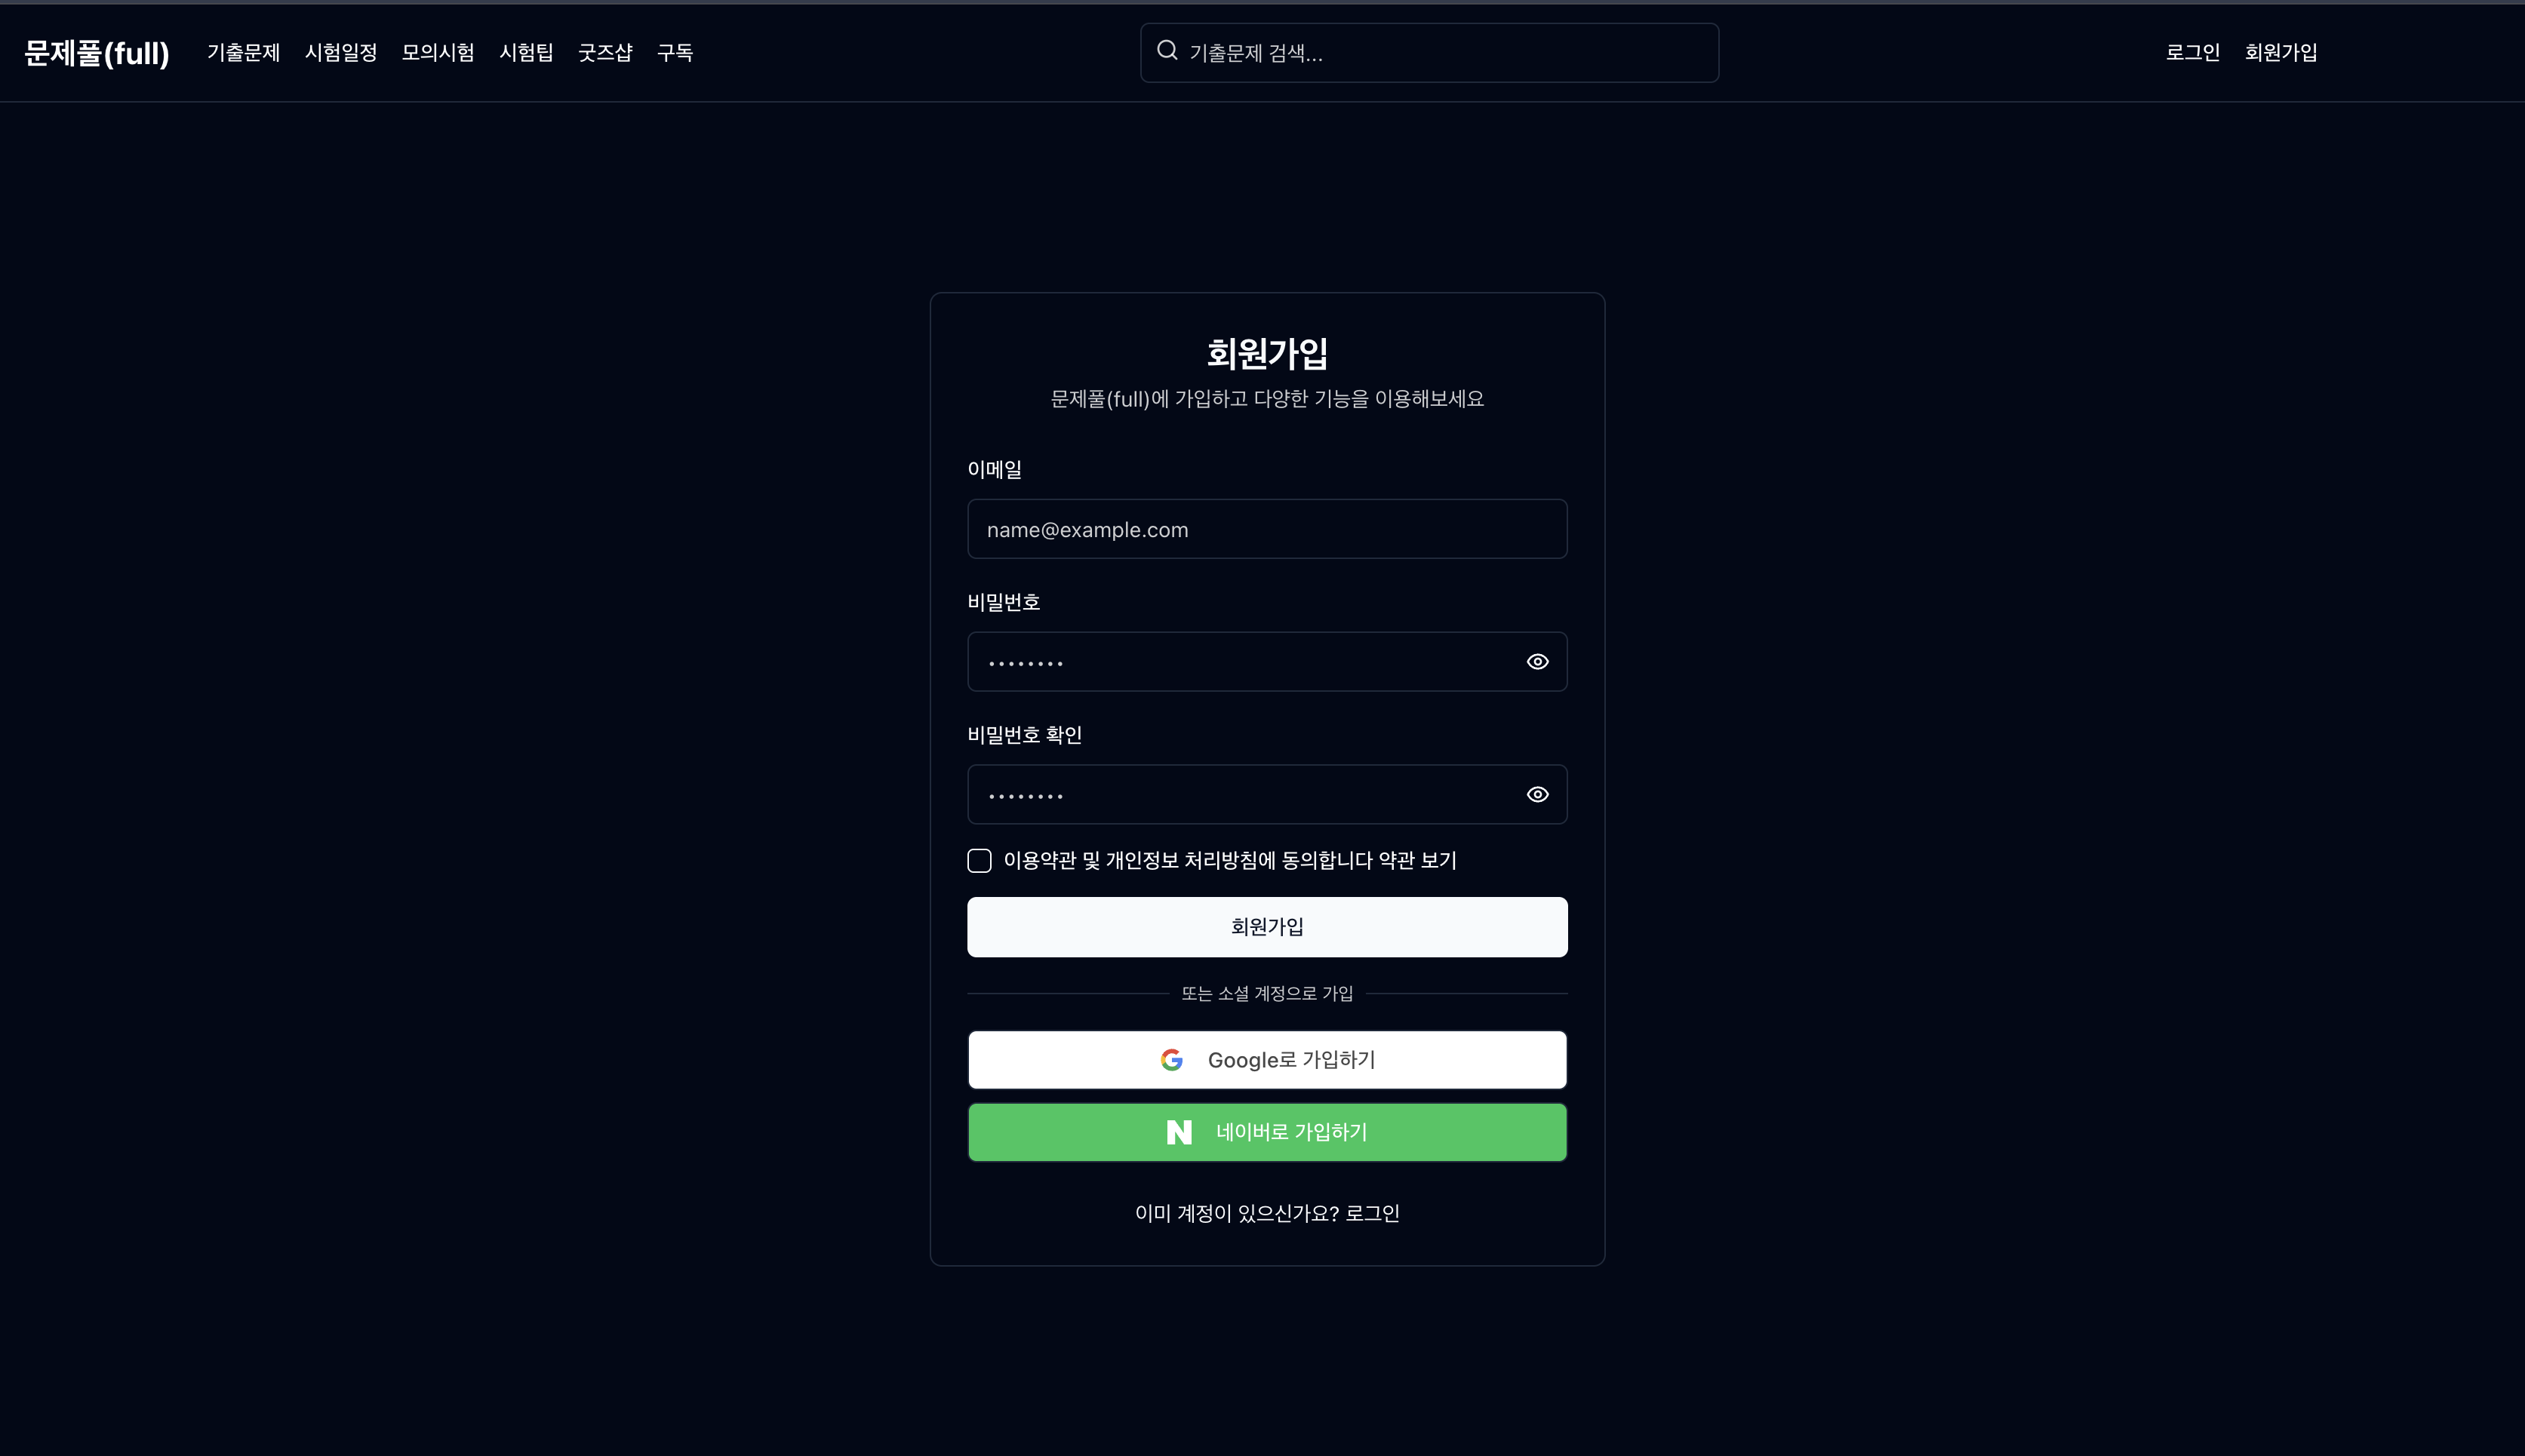 문제풀(full) 기출문제 시험일정 모의시험 시험팁 굿즈샵 구독 기출문제 검색... 로그인 회원가입
회원가입
문제풀(full)에 가입하고 다양한 기능을 이용해보세요
이메일
name@example.com
비밀번호
••••••••
비밀번호 확인
••••••••
이용약관 및 개인정보 처리방침에 동의합니다 약관 보기
회원가입
또는 소셜 계정으로 가입
Google로 가입하기
네이버로 가입하기
이미 계정이 있으신가요? 로그인